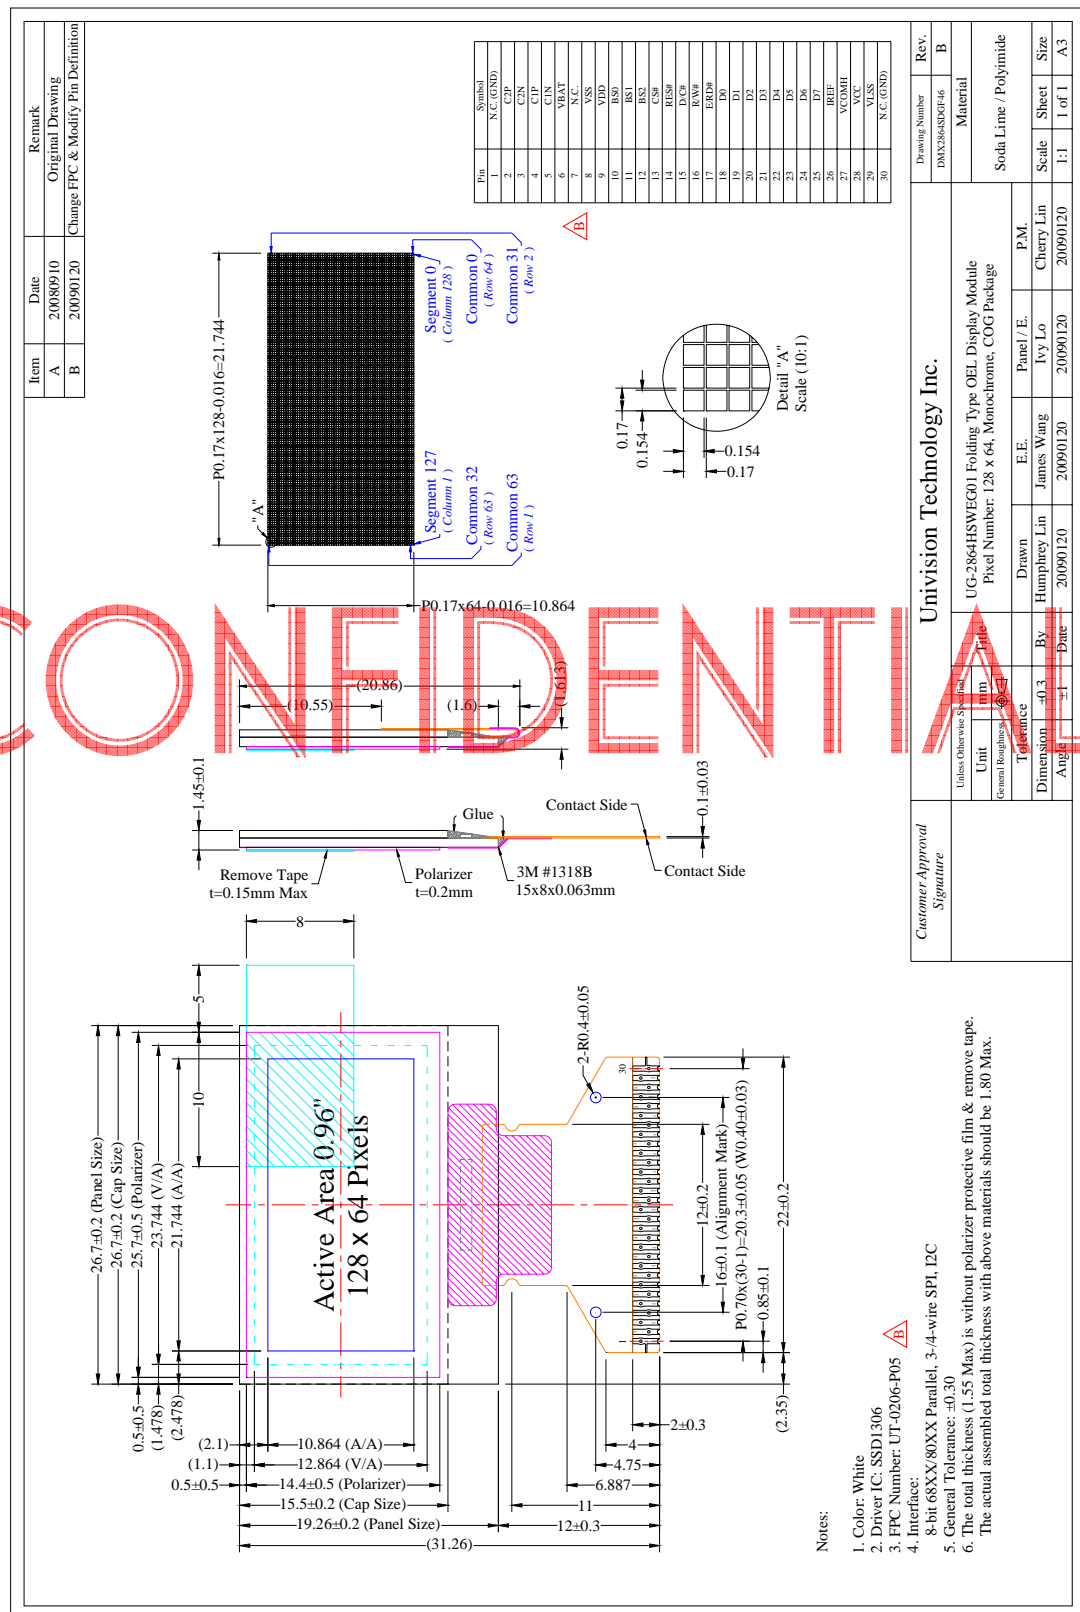 Item Date Remark
A 20080910 Original Drawing
B 20090120 Change FPC & Modify Pin Definition
Pin Symbol
1 N.C. (GND)
2 C2P
3 C2N
4 C1P
5 C1N
6 VBAT
7 N.C.
8 VSS
9 VDD
10 BS0
11 BS1
12 BS2
13 CS#
14 RES#
15 D/C#
16 R/W#
17 E/RD#
18 D0
19 D1
20 D2
21 D3
22 D4
23 D5
24 D6
25 D7
26 IREF
27 VCOMH
28 VCC
29 VLSS
30 N.C. (GND)
B
P0.17x128-0.016=21.744
"A"
P0.17x64-0.016=10.864
Segment 127
( Column 1 )
Common 32
( Row 63 )
Common 63
( Row 1 )
Segment 0
( Column 128 )
Common 0
( Row 64 )
Common 31
( Row 2 )
0.17
0.154
0.154
0.17
Detail "A"
Scale (10:1)
CONFIDENTIAL
(20.86)
(10.55)
(1.6)
(1.613)
1.45±0.1
Glue
Contact Side
0.1±0.03
Remove Tape
t=0.15mm Max
Polarizer
t=0.2mm
3M #1318B
15x8x0.063mm
Contact Side
8
5
10
26.7±0.2 (Panel Size)
26.7±0.2 (Cap Size)
25.7±0.5 (Polarizer)
23.744 (V/A)
21.744 (A/A)
0.5±0.5
(1.478)
(2.478)
Active Area 0.96"
128 x 64 Pixels
(2.1)
10.864 (A/A)
(1.1)
12.864 (V/A)
0.5±0.5
14.4±0.5 (Polarizer)
15.5±0.2 (Cap Size)
19.26±0.2 (Panel Size)
12±0.3
(31.26)
2-R0.4±0.05
30
1
12±0.2
16±0.1 (Alignment Mark)
P0.70x(30-1)=20.3±0.05 (W0.40±0.03)
0.85±0.1
22±0.2
(2.35)
2±0.3
4
4.75
6.887
11
Notes:
1. Color: White
2. Driver IC: SSD1306
3. FPC Number: UT-0206-P05 B
4. Interface:
8-bit 68XX/80XX Parallel, 3-/4-wire SPI, I2C
5. General Tolerance: ±0.30
6. The total thickness (1.55 Max) is without polarizer protective film & remove tape.
The actual assembled total thickness with above materials should be 1.80 Max.
Customer Approval
Signature
Univision Technology Inc.
Drawing Number Rev.
DMX2864SDGF46 B
Unless Otherwise Specified
Unit mm
General Roughness
Tolerance
Dimension ±0.3
Angle ±1
Title
UG-2864HSWEG01 Folding Type OEL Display Module
Pixel Number: 128 x 64, Monochrome, COG Package
Material
Soda Lime / Polyimide
Drawn E.E. Panel / E. P.M.
By Humphrey Lin James Wang Ivy Lo Cherry Lin
Date 20090120 20090120 20090120 20090120
Scale Sheet Size
1:1 1 of 1 A3